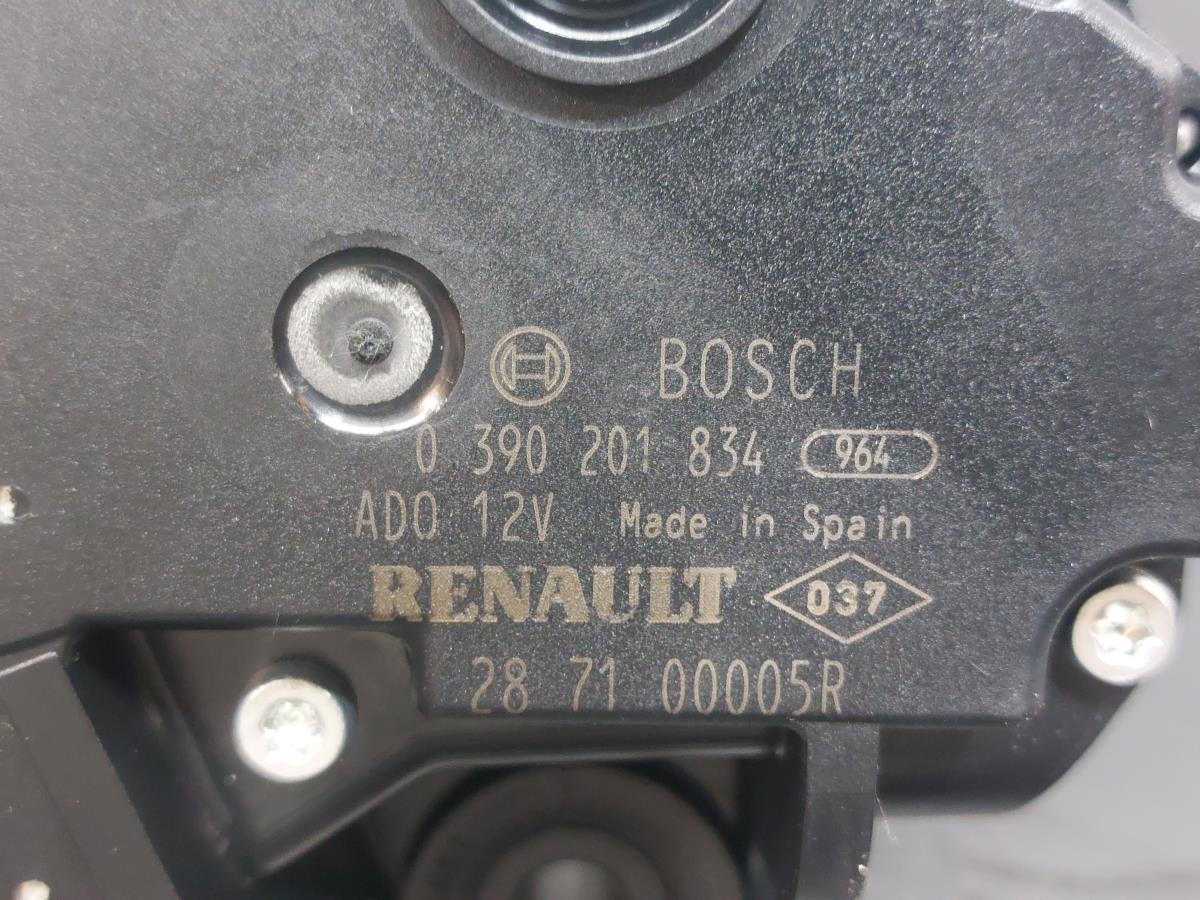 BOSCH
0 390 201 834 964
ADO 12V Made in Spain
RENAULT 037
28 71 00005R